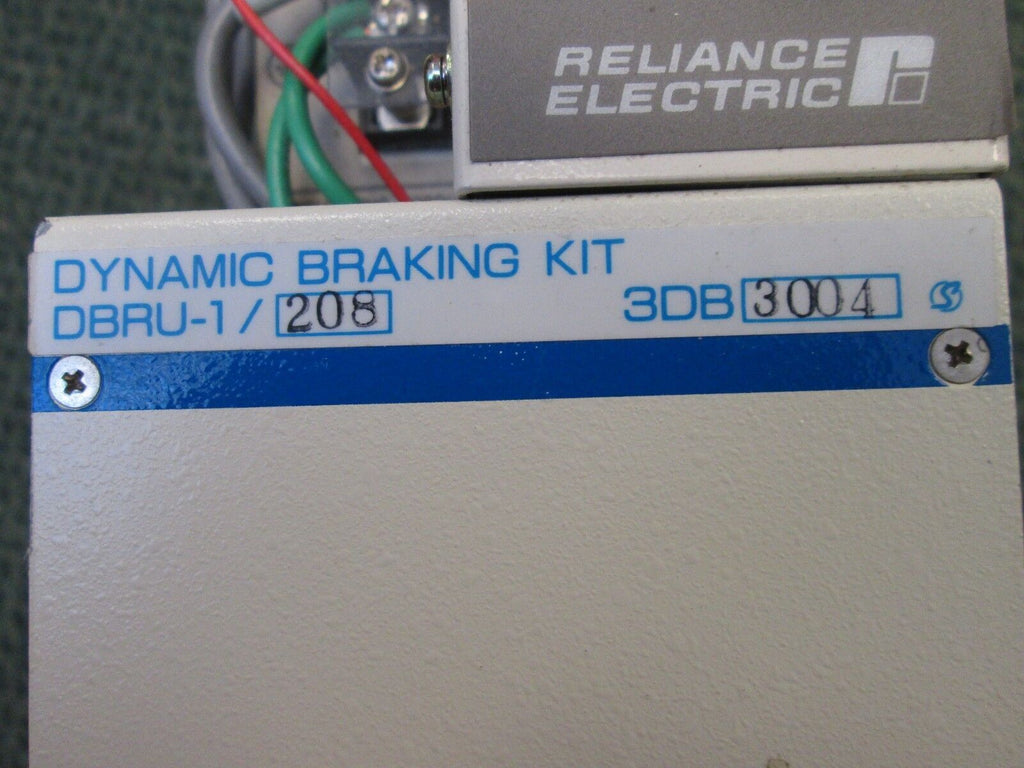 RELIANCE
ELECTRIC
DYNAMIC BRAKING KIT
DBRU-1/208 3DB3004